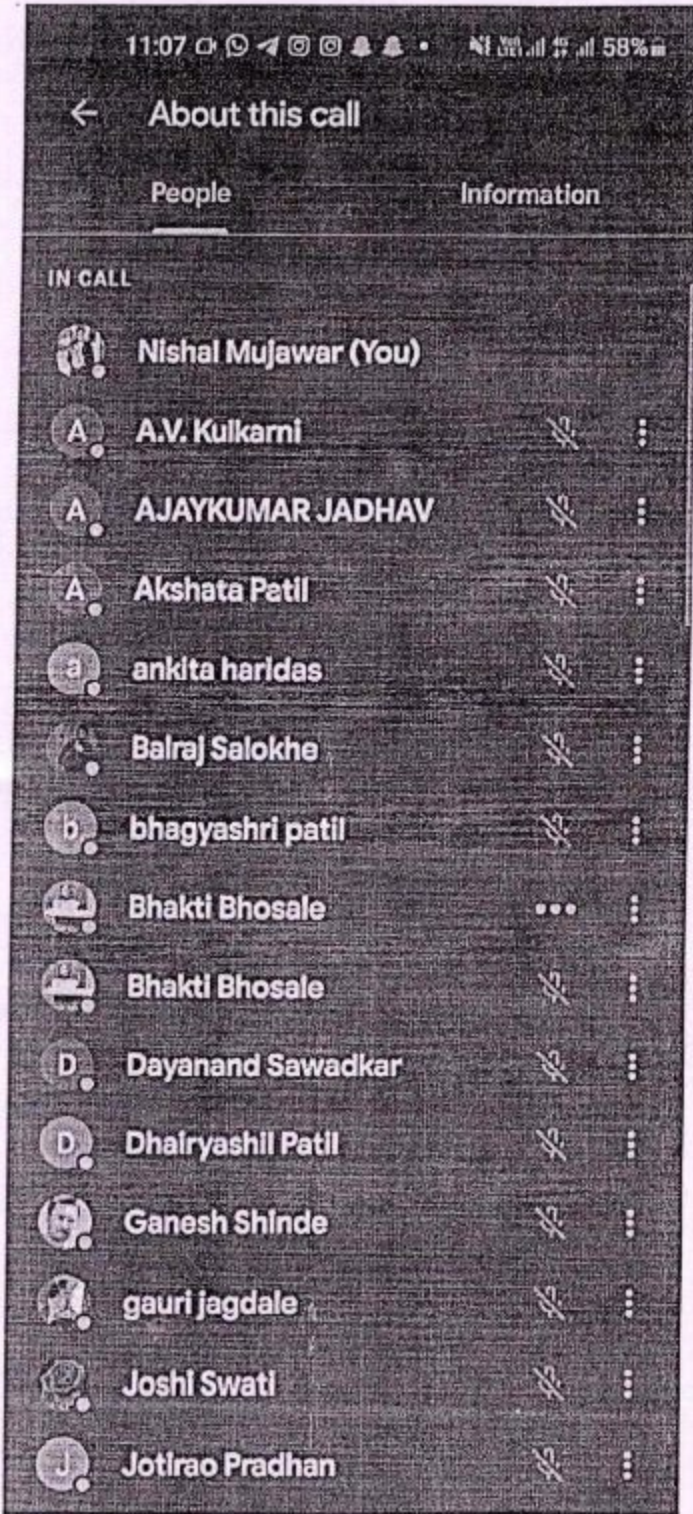 11:07 58%
About this call
People Information
IN CALL
Nishal Mujawar (You)
A A.V. Kulkarni
A AJAYKUMAR JADHAV
A Akshata Patil
a ankita haridas
Balraj Salokhe
b bhagyashri patil
Bhakti Bhosale
Bhakti Bhosale
D Dayanand Sawadkar
D Dhairyashil Patil
Ganesh Shinde
gauri jagdale
Joshi Swati
J Jotirao Pradhan